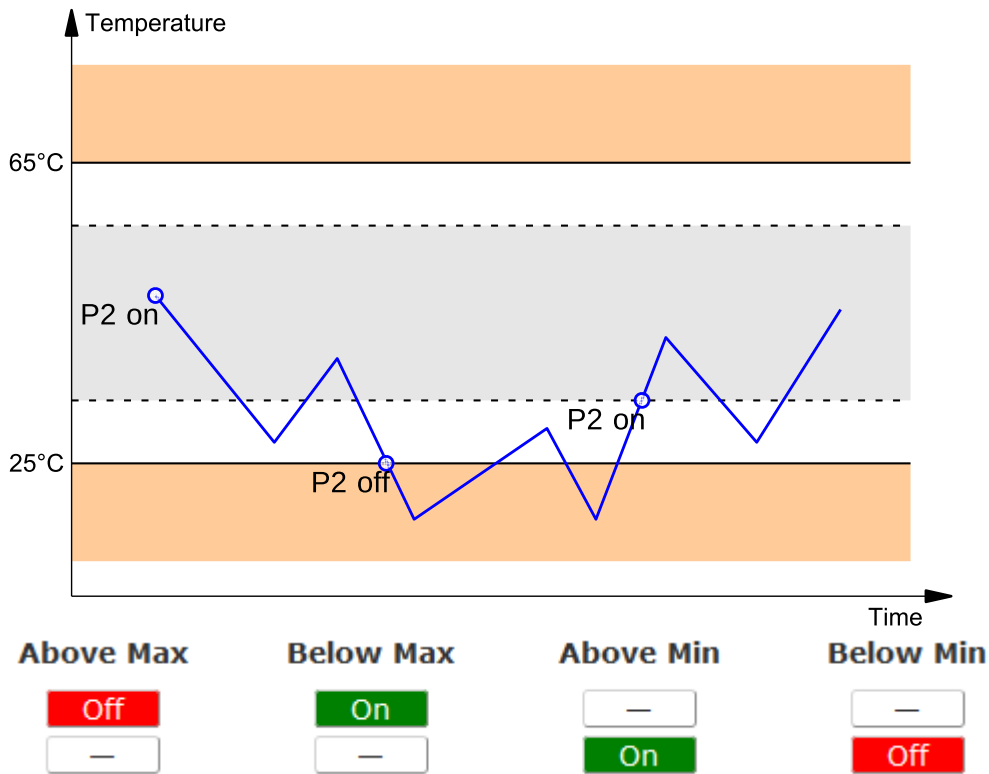 Temperature
65°C
P2 on
P2 on
25°C
P2 off
Time
Above Max Below Max Above Min Below Min
Off On — —
— — On Off